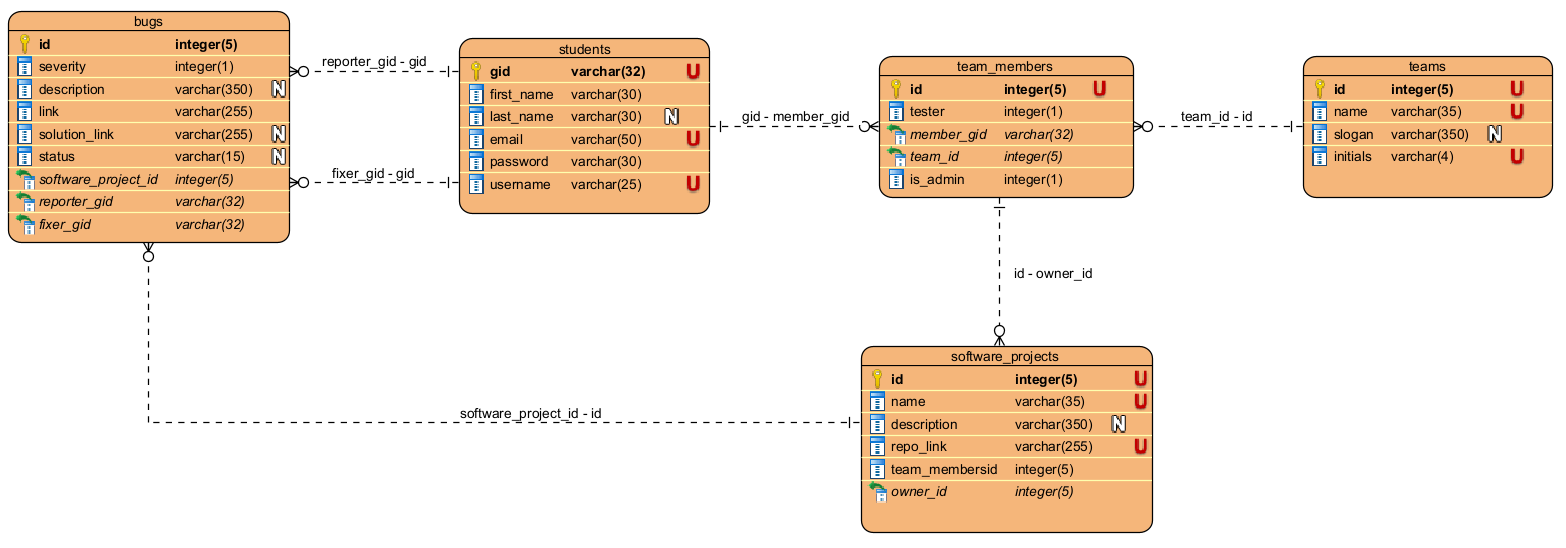 bugs
id integer(5)
severity integer(1)
description varchar(350) N
link varchar(255)
solution_link varchar(255) N
status varchar(15) N
software_project_id integer(5)
reporter_gid varchar(32)
fixer_gid varchar(32)
reporter_gid - gid
fixer_gid - gid
students
gid varchar(32) U
first_name varchar(30)
last_name varchar(30) N
email varchar(50) U
password varchar(30)
username varchar(25) U
gid - member_gid
team_members
id integer(5) U
tester integer(1)
member_gid varchar(32)
team_id integer(5)
is_admin integer(1)
team_id - id
teams
id integer(5) U
name varchar(35) U
slogan varchar(350) N
initials varchar(4) U
id - owner_id
software_project_id - id
software_projects
id integer(5) U
name varchar(35) U
description varchar(350) N
repo_link varchar(255) U
team_membersid integer(5)
owner_id integer(5)